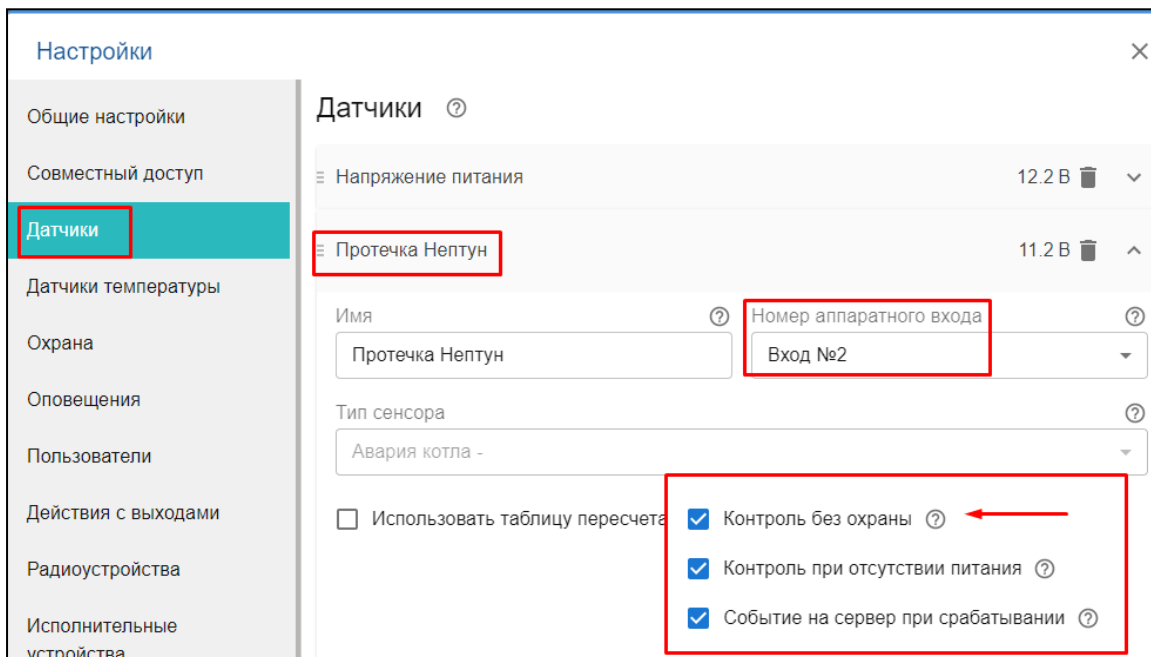 Настройки
Общие настройки
Совместный доступ
Датчики
Датчики температуры
Охрана
Оповещения
Пользователи
Действия с выходами
Радиоустройства
Исполнительные
устройства
Датчики
Напряжение питания 12.2 В
Протечка Нептун 11.2 В
Имя
Протечка Нептун
Номер аппаратного входа
Вход №2
Тип сенсора
Авария котла -
Использовать таблицу пересчета
Контроль без охраны
Контроль при отсутствии питания
Событие на сервер при срабатывании